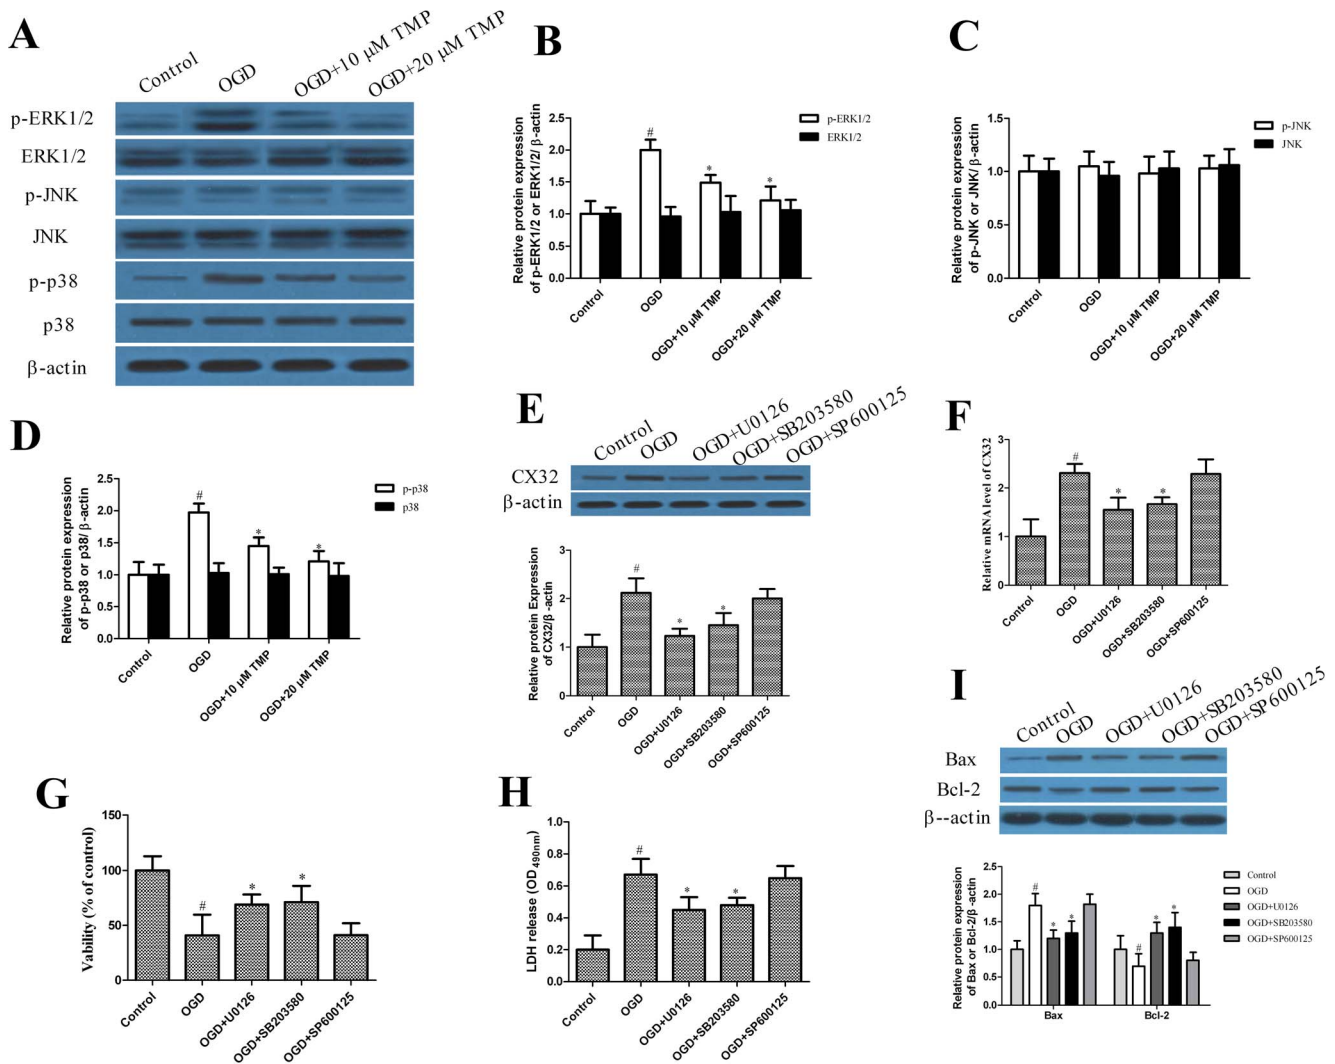 A
Control
OGD
OGD+10 μM TMP
OGD+20 μM TMP
p-ERK1/2
ERK1/2
p-JNK
JNK
p-p38
p38
β-actin
B
Relative protein expression
of p-ERK1/2 or ERK1/2/ β-actin
2.5
2.0
1.5
1.0
0.5
0.0
#
*
*
p-ERK1/2
ERK1/2
Control
OGD
OGD+10 μM TMP
OGD+20 μM TMP
C
Relative protein expression
of p-JNK or JNK/ β-actin
1.5
1.0
0.5
0.0
p-JNK
JNK
Control
OGD
OGD+10 μM TMP
OGD+20 μM TMP
D
Relative protein expression
of p-p38 or p38/ β-actin
2.5
2.0
1.5
1.0
0.5
0.0
#
*
*
p-p38
p38
Control
OGD
OGD+10 μM TMP
OGD+20 μM TMP
E
Control
OGD
OGD+U0126
OGD+SB203580
OGD+SP600125
CX32
β-actin
Relative protein Expression
of CX32/β -actin
3
2
1
0
#
*
*
Control
OGD
OGD+U0126
OGD+SB203580
OGD+SP600125
F
Relative mRNA level of CX32
3
2
1
0
#
*
*
Control
OGD
OGD+U0126
OGD+SB203580
OGD+SP600125
G
Vability (% of control)
150
100
50
0
#
*
*
Control
OGD
OGD+U0126
OGD+SB203580
OGD+SP600125
H
LDH release (OD490nm)
0.9
0.8
0.6
0.4
0.2
0.0
#
*
*
Control
OGD
OGD+U0126
OGD+SB203580
OGD+SP600125
I
Control
OGD
OGD+U0126
OGD+SB203580
OGD+SP600125
Bax
Bcl-2
β--actin
Relative protein expression
of Bax or Bcl-2/β -actin
2.5
2.0
1.5
1.0
0.5
0.0
#
*
*
#
*
*
Bax
Bcl-2
Control
OGD
OGD+U0126
OGD+SB203580
OGD+SP600125